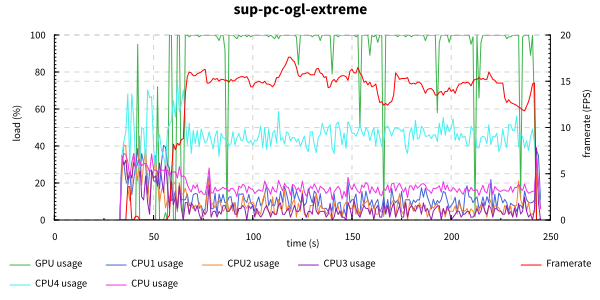 sup-pc-ogl-extreme
100 20
80 15
60
40 10
20 5
0 0
load (%)
framerate (FPS)
0 50 100 150 200 250
time (s)
GPU usage CPU1 usage CPU2 usage CPU3 usage Framerate
CPU4 usage CPU usage